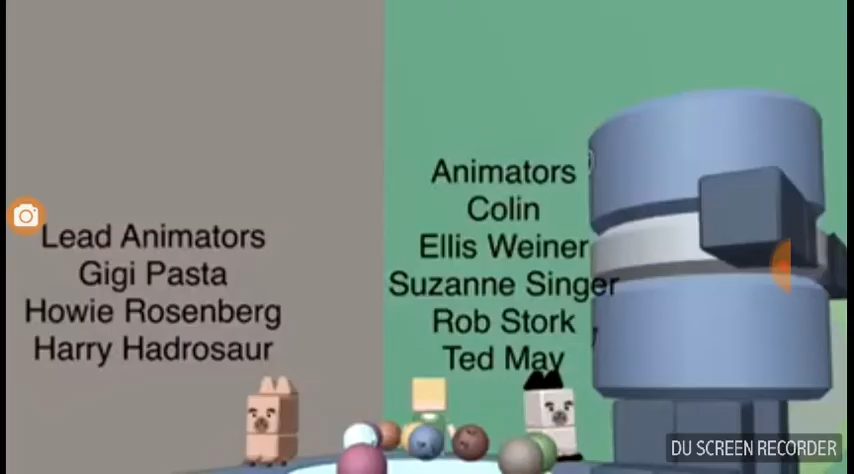 Lead Animators
Gigi Pasta
Howie Rosenberg
Harry Hadrosaur
Animators
Colin
Ellis Weiner
Suzanne Singer
Rob Stork
Ted May
DU SCREEN RECORDER